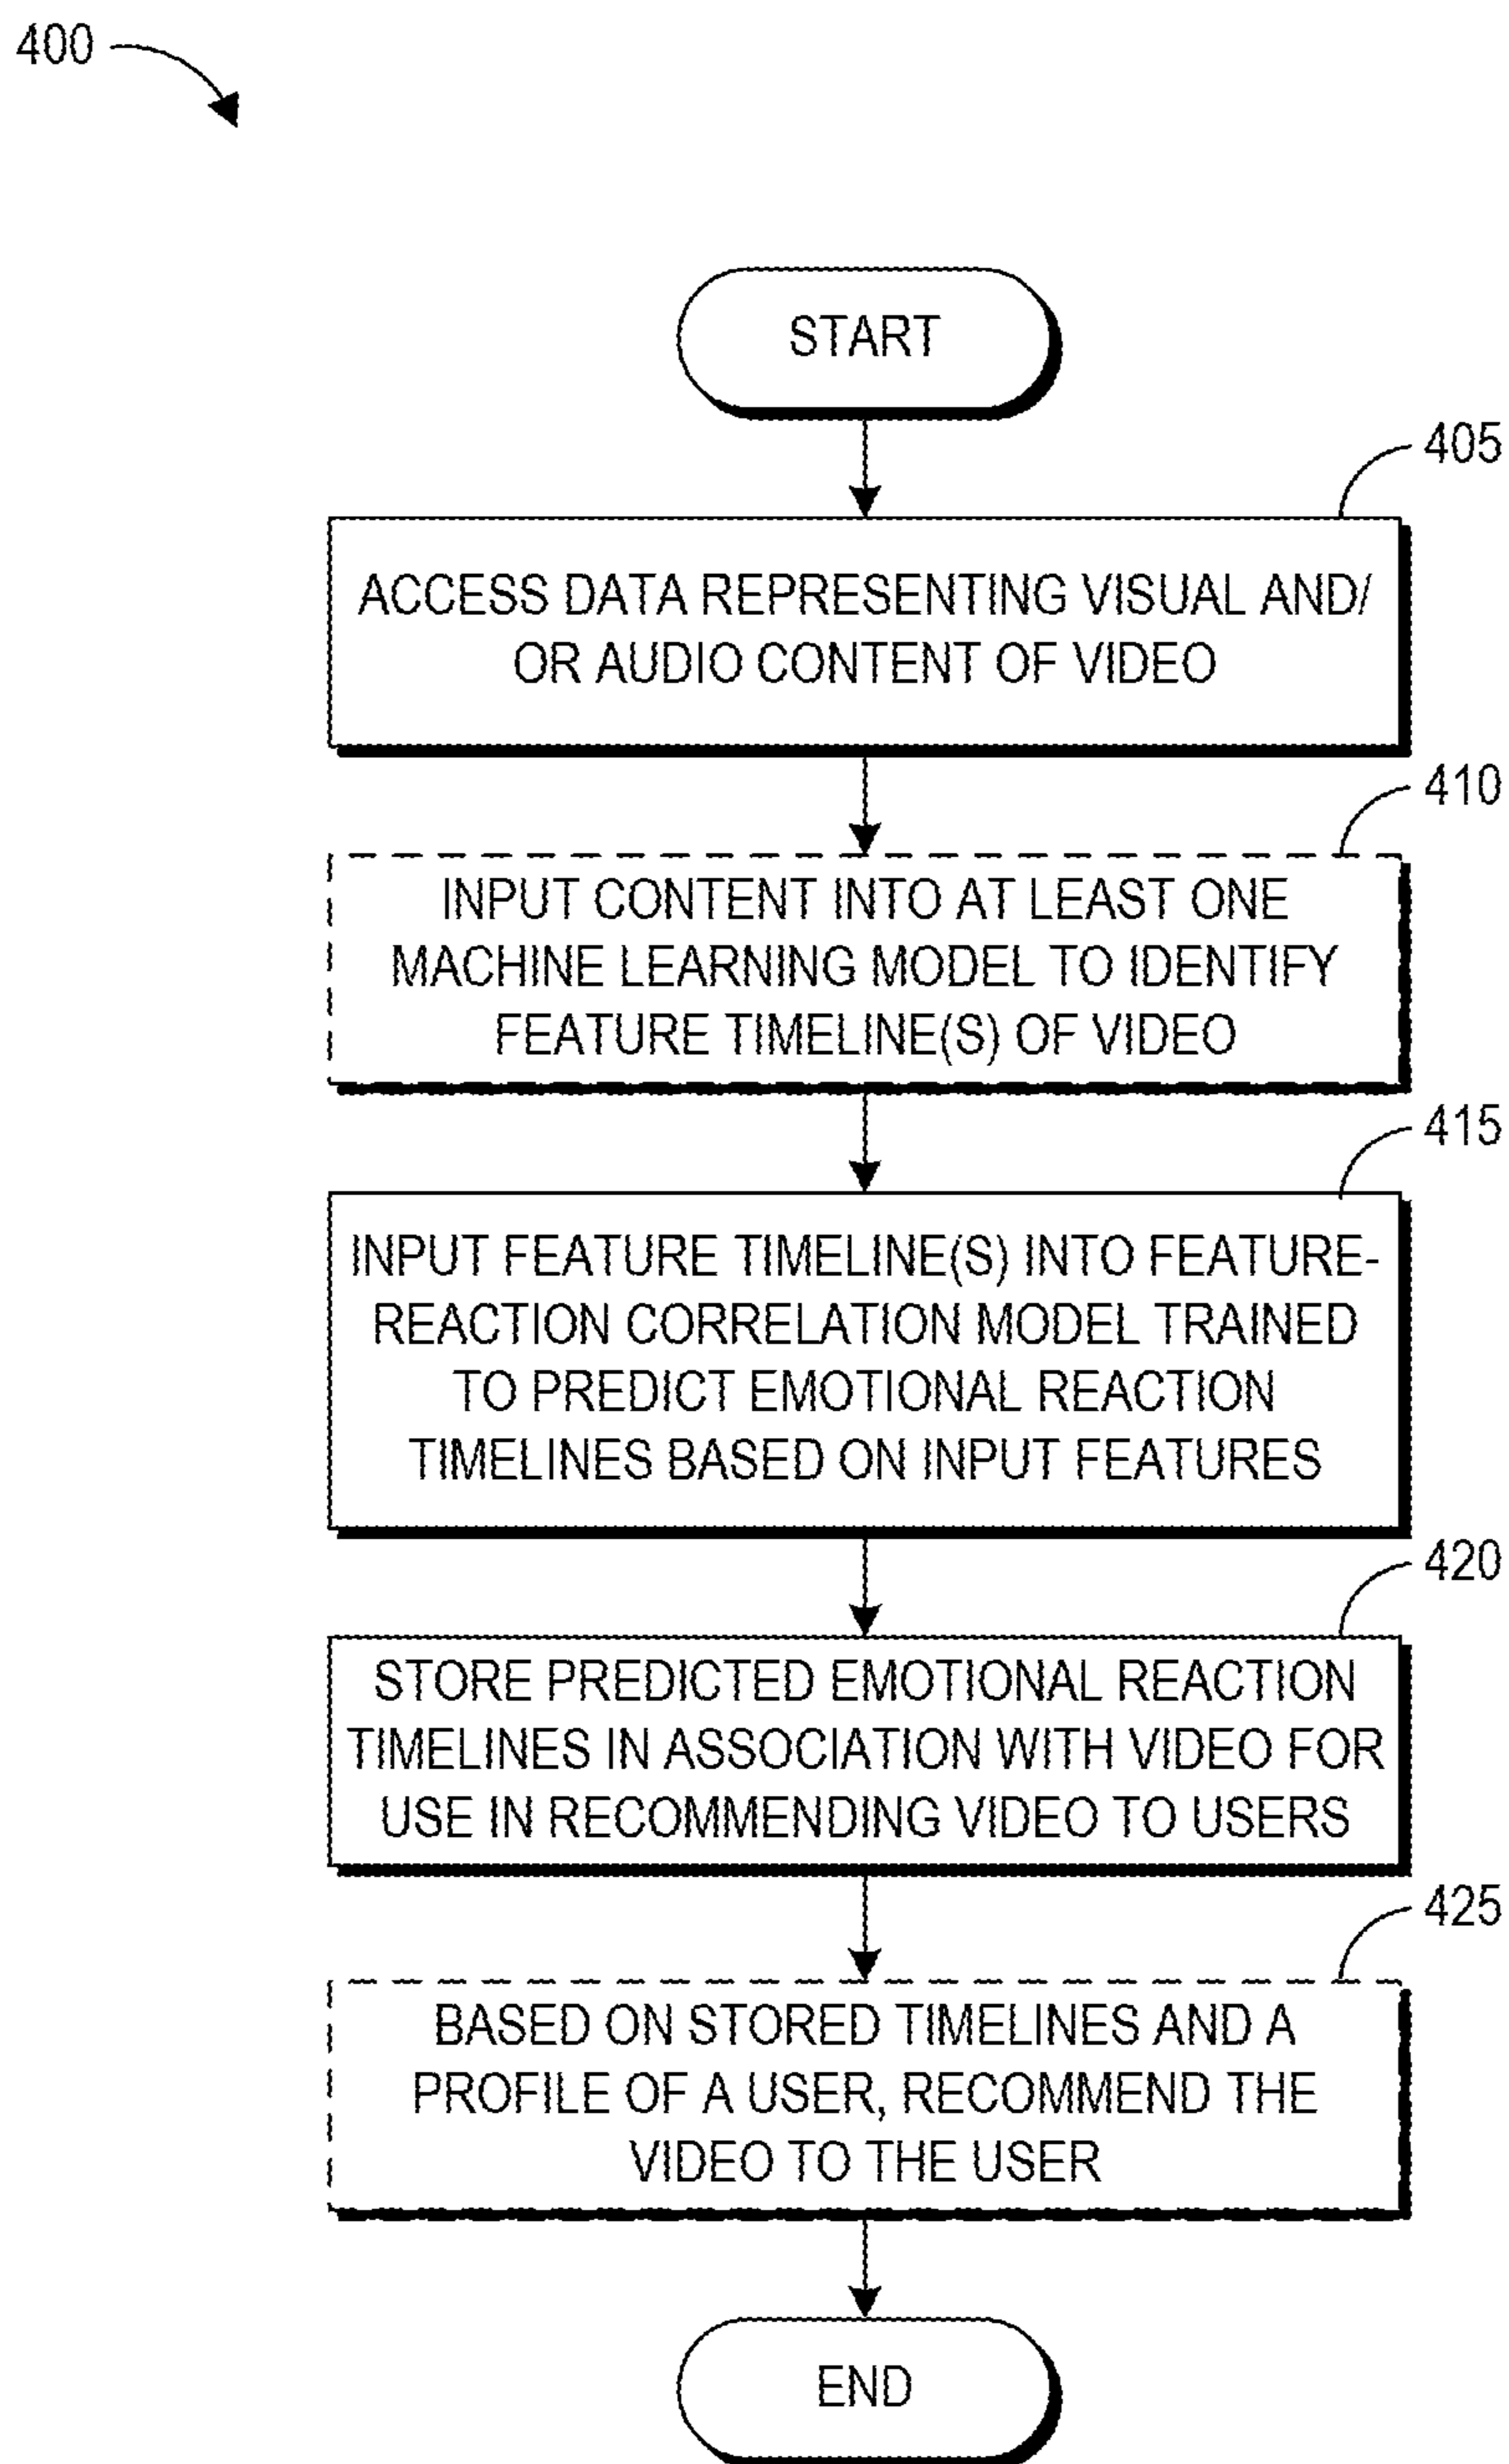 400
START
405
ACCESS DATA REPRESENTING VISUAL AND/
OR AUDIO CONTENT OF VIDEO
410
INPUT CONTENT INTO AT LEAST ONE
MACHINE LEARNING MODEL TO IDENTIFY
FEATURE TIMELINE(S) OF VIDEO
415
INPUT FEATURE TIMELINE(S) INTO FEATURE-
REACTION CORRELATION MODEL TRAINED
TO PREDICT EMOTIONAL REACTION
TIMELINES BASED ON INPUT FEATURES
420
STORE PREDICTED EMOTIONAL REACTION
TIMELINES IN ASSOCIATION WITH VIDEO FOR
USE IN RECOMMENDING VIDEO TO USERS
425
BASED ON STORED TIMELINES AND A
PROFILE OF A USER, RECOMMEND THE
VIDEO TO THE USER
END